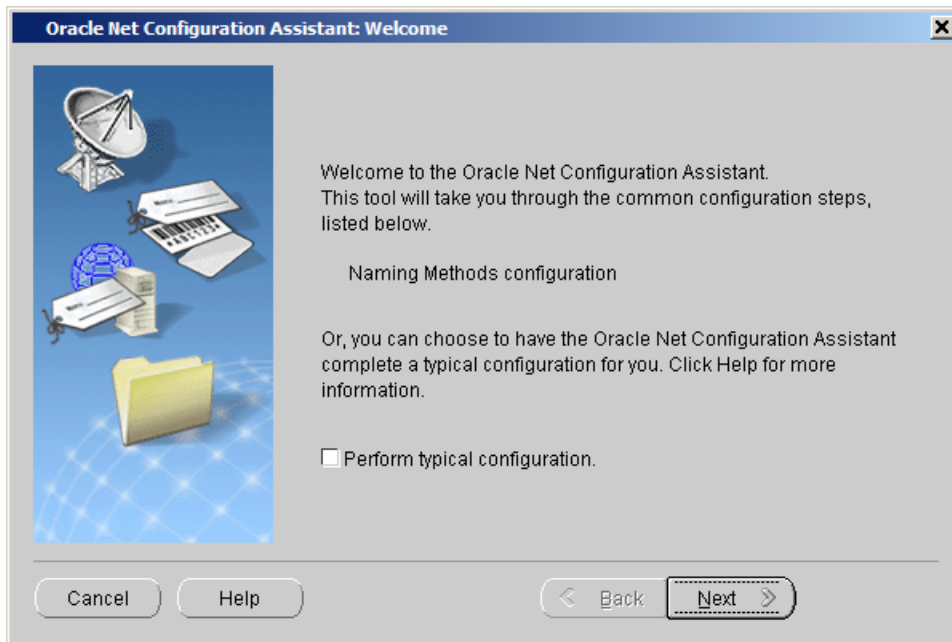 Oracle Net Configuration Assistant: Welcome
Welcome to the Oracle Net Configuration Assistant.
This tool will take you through the common configuration steps,
listed below.
Naming Methods configuration
Or, you can choose to have the Oracle Net Configuration Assistant
complete a typical configuration for you. Click Help for more
information.
Perform typical configuration.
Cancel
Help
Back
Next